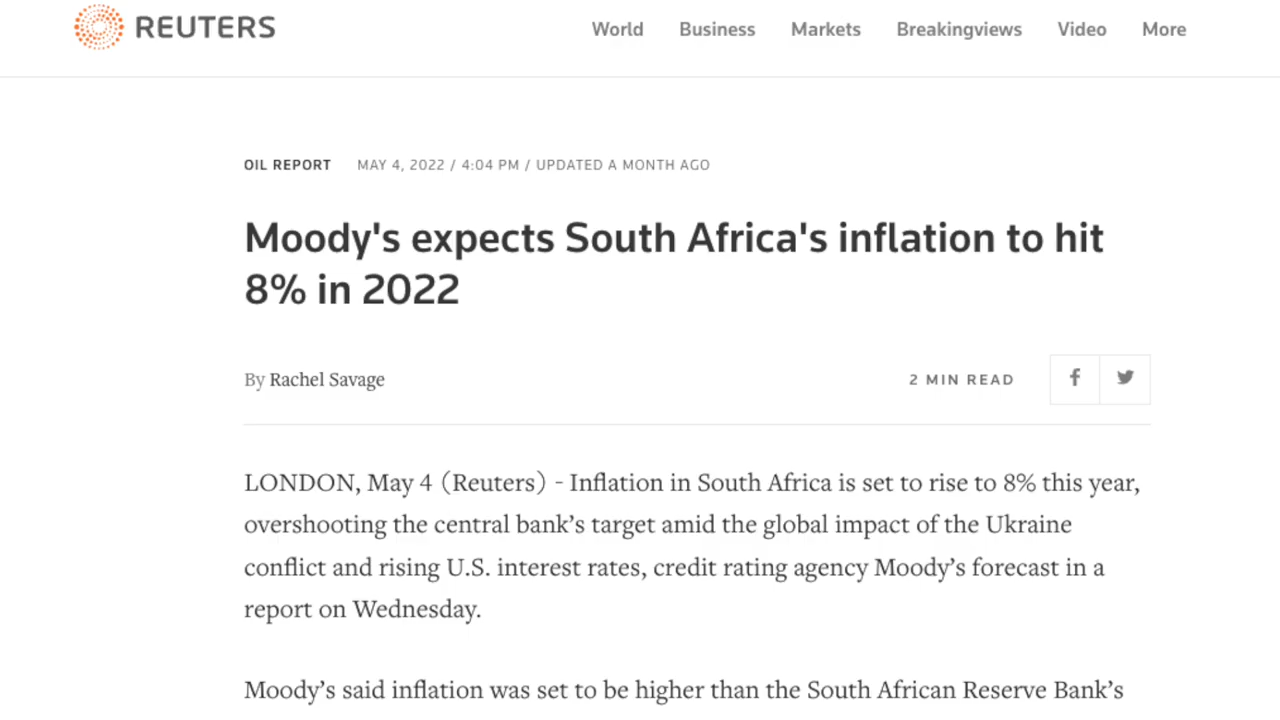 REUTERS
World Business Markets Breakingviews Video More
OIL REPORT MAY 4, 2022 / 4:04 PM / UPDATED A MONTH AGO
Moody's expects South Africa's inflation to hit
8% in 2022
By Rachel Savage
2 MIN READ
LONDON, May 4 (Reuters) - Inflation in South Africa is set to rise to 8% this year,
overshooting the central bank’s target amid the global impact of the Ukraine
conflict and rising U.S. interest rates, credit rating agency Moody’s forecast in a
report on Wednesday.
Moody’s said inflation was set to be higher than the South African Reserve Bank’s